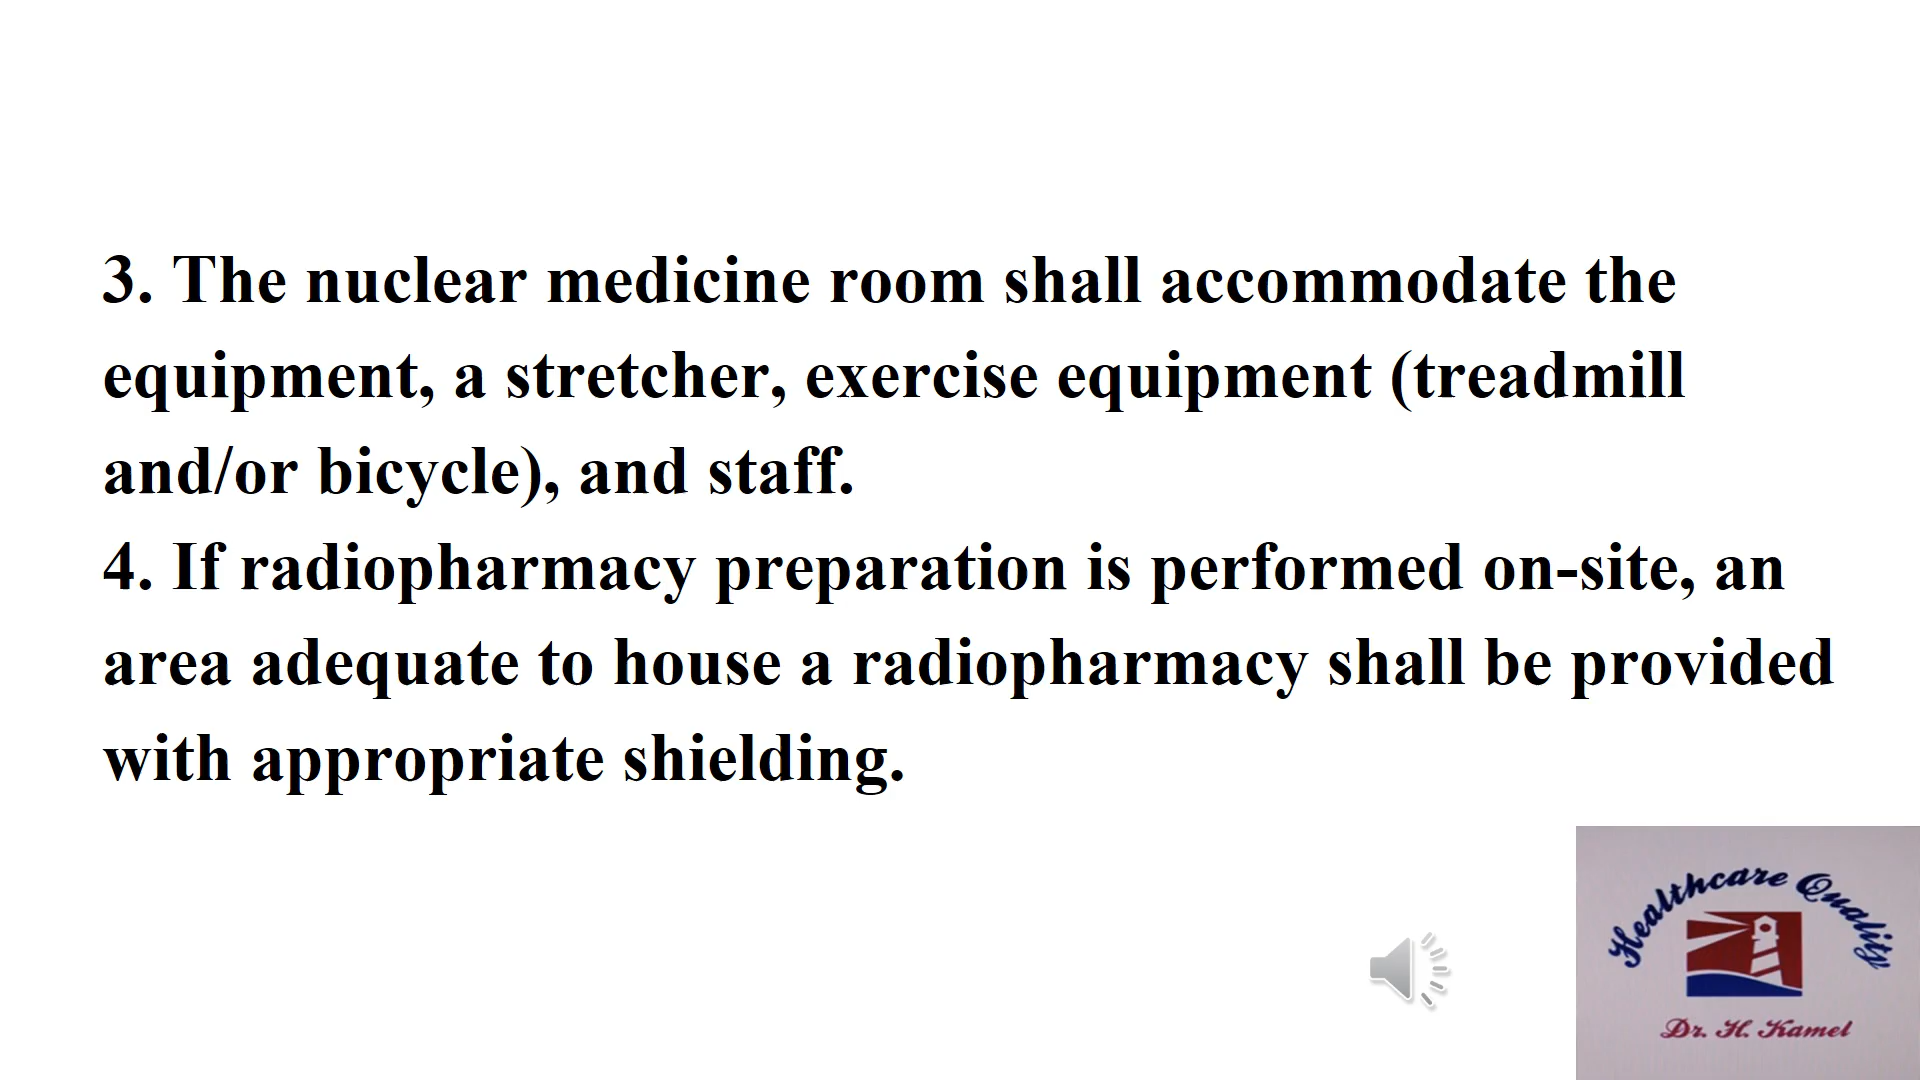 3. The nuclear medicine room shall accommodate the
equipment, a stretcher, exercise equipment (treadmill
and/or bicycle), and staff.
4. If radiopharmacy preparation is performed on-site, an
area adequate to house a radiopharmacy shall be provided
with appropriate shielding.
Healthcare Quality
Dr. H. Kamel